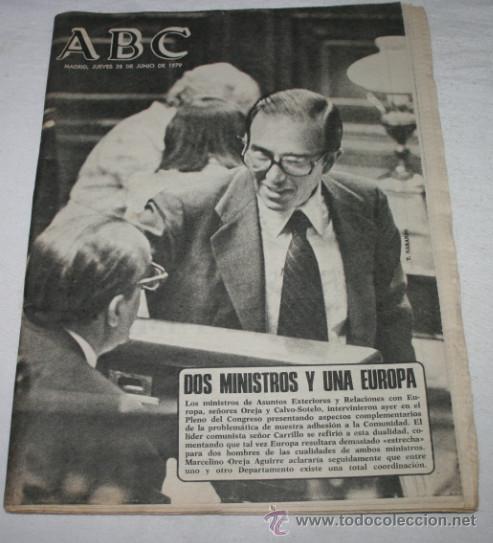 ABC
MADRID, JUEVES 28 DE JUNIO DE 1979
DOS MINISTROS Y UNA EUROPA
Los ministros de Asuntos Exteriores y Relaciones con Eu-
ropa, señores Oreja y Calvo-Sotelo, intervinieron ayer en el
Pleno del Congreso presentando aspectos complementarios
de la problemática de nuestra adhesión a la Comunidad. El
líder comunista señor Carrillo se refirió a esta dualidad, co-
mentando que tal vez Europa resultara demasiado «estrecha»
para dos hombres de las cualidades de ambos ministros.
Marcelino Oreja Aguirre aclararía seguidamente que entre
uno y otro Departamento existe una total coordinación.
todocoleccion.net